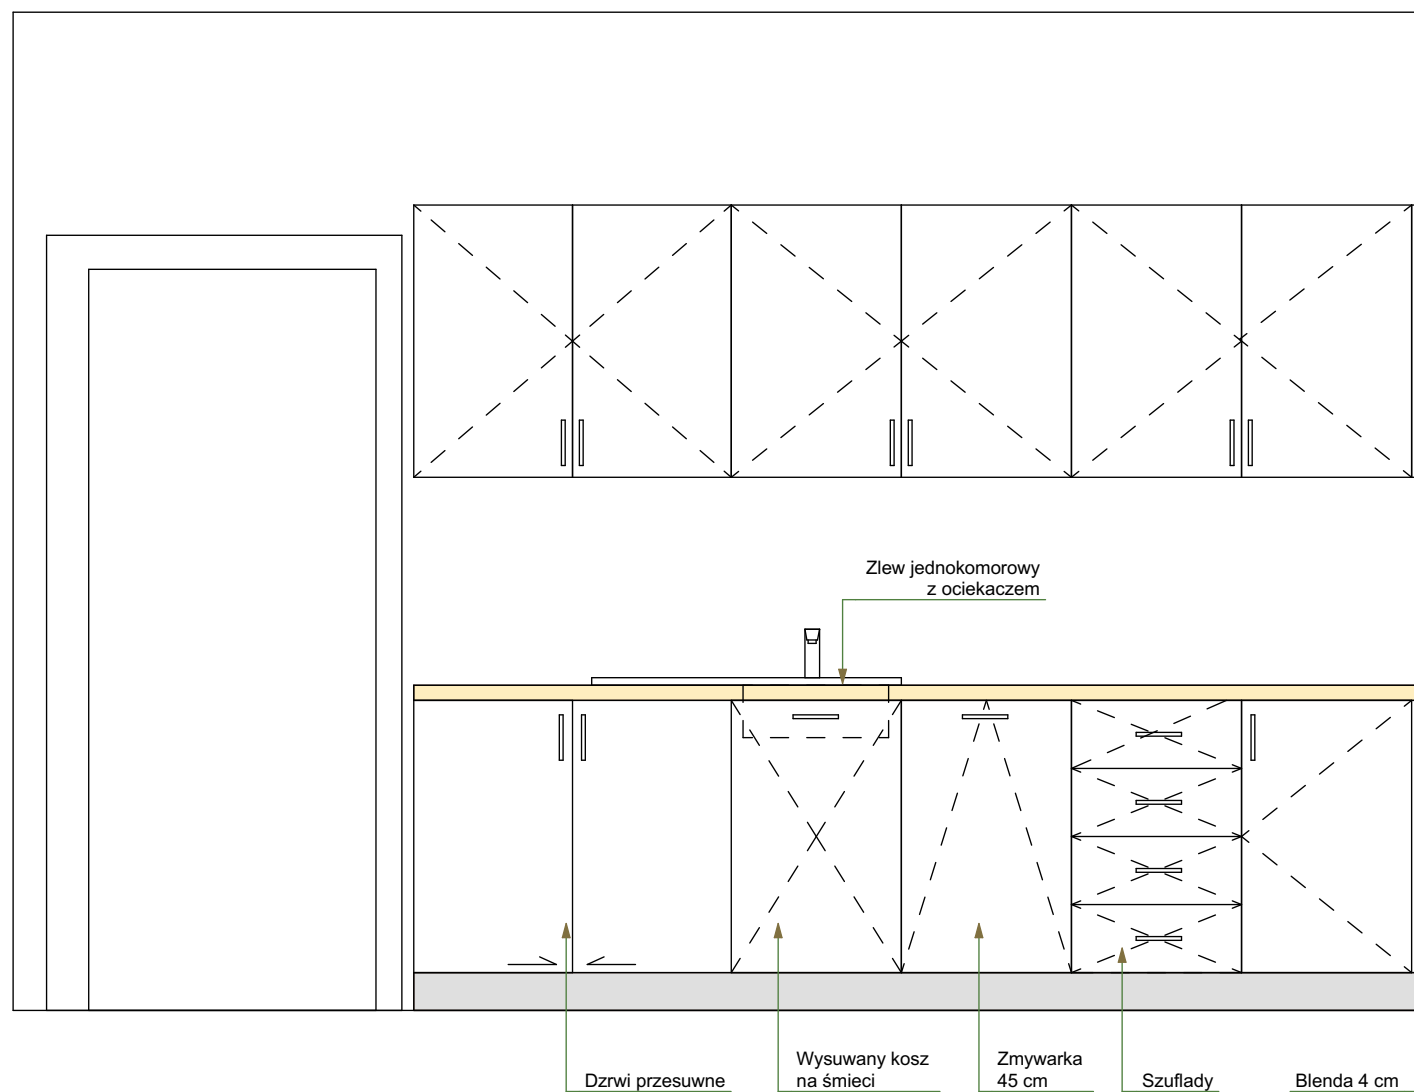 Zlew jednokomorowy
z ociekaczem
Dzrwi przesuwne
Wysuwany kosz
na śmieci
Zmywarka
45 cm
Szuflady
Blenda 4 cm